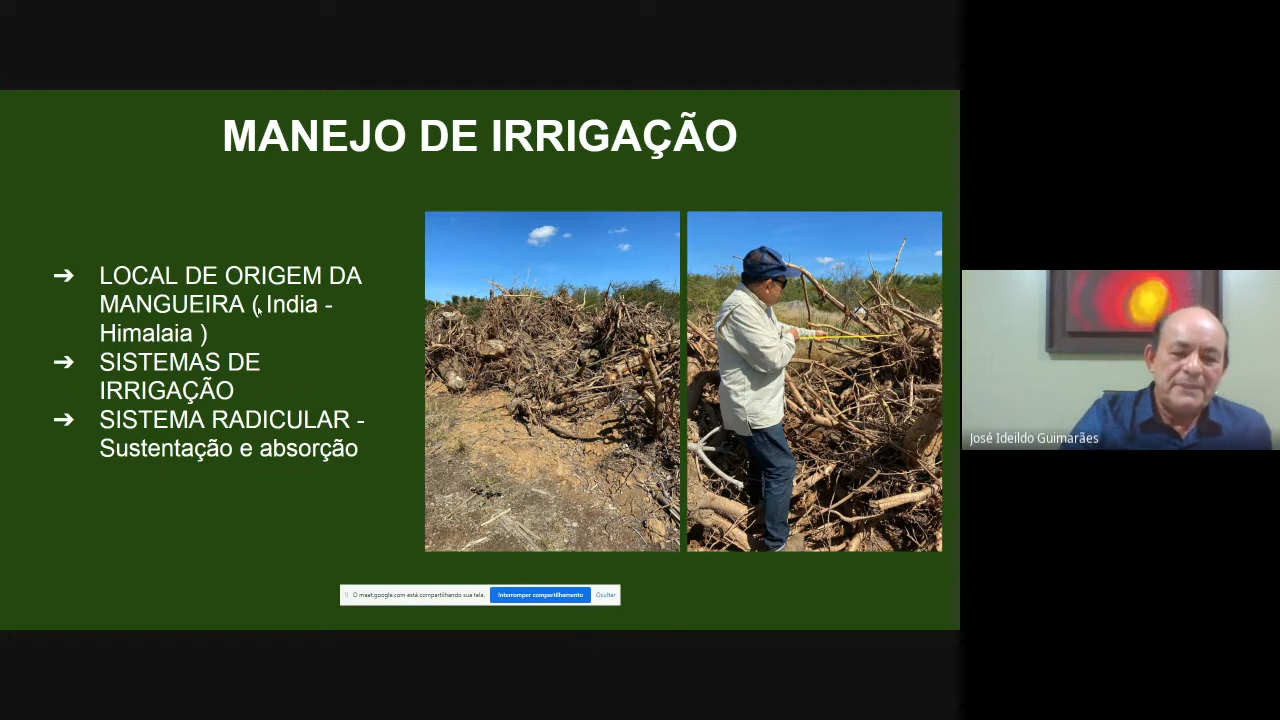 MANEJO DE IRRIGAÇÃO
➔ LOCAL DE ORIGEM DA
MANGUEIRA ( India -
Himalaia )
➔ SISTEMAS DE
IRRIGAÇÃO
➔ SISTEMA RADICULAR -
Sustentação e absorção
O meet.google.com está compartilhando sua tela. Interromper compartilhamento Ocultar
José Ideildo Guimarães